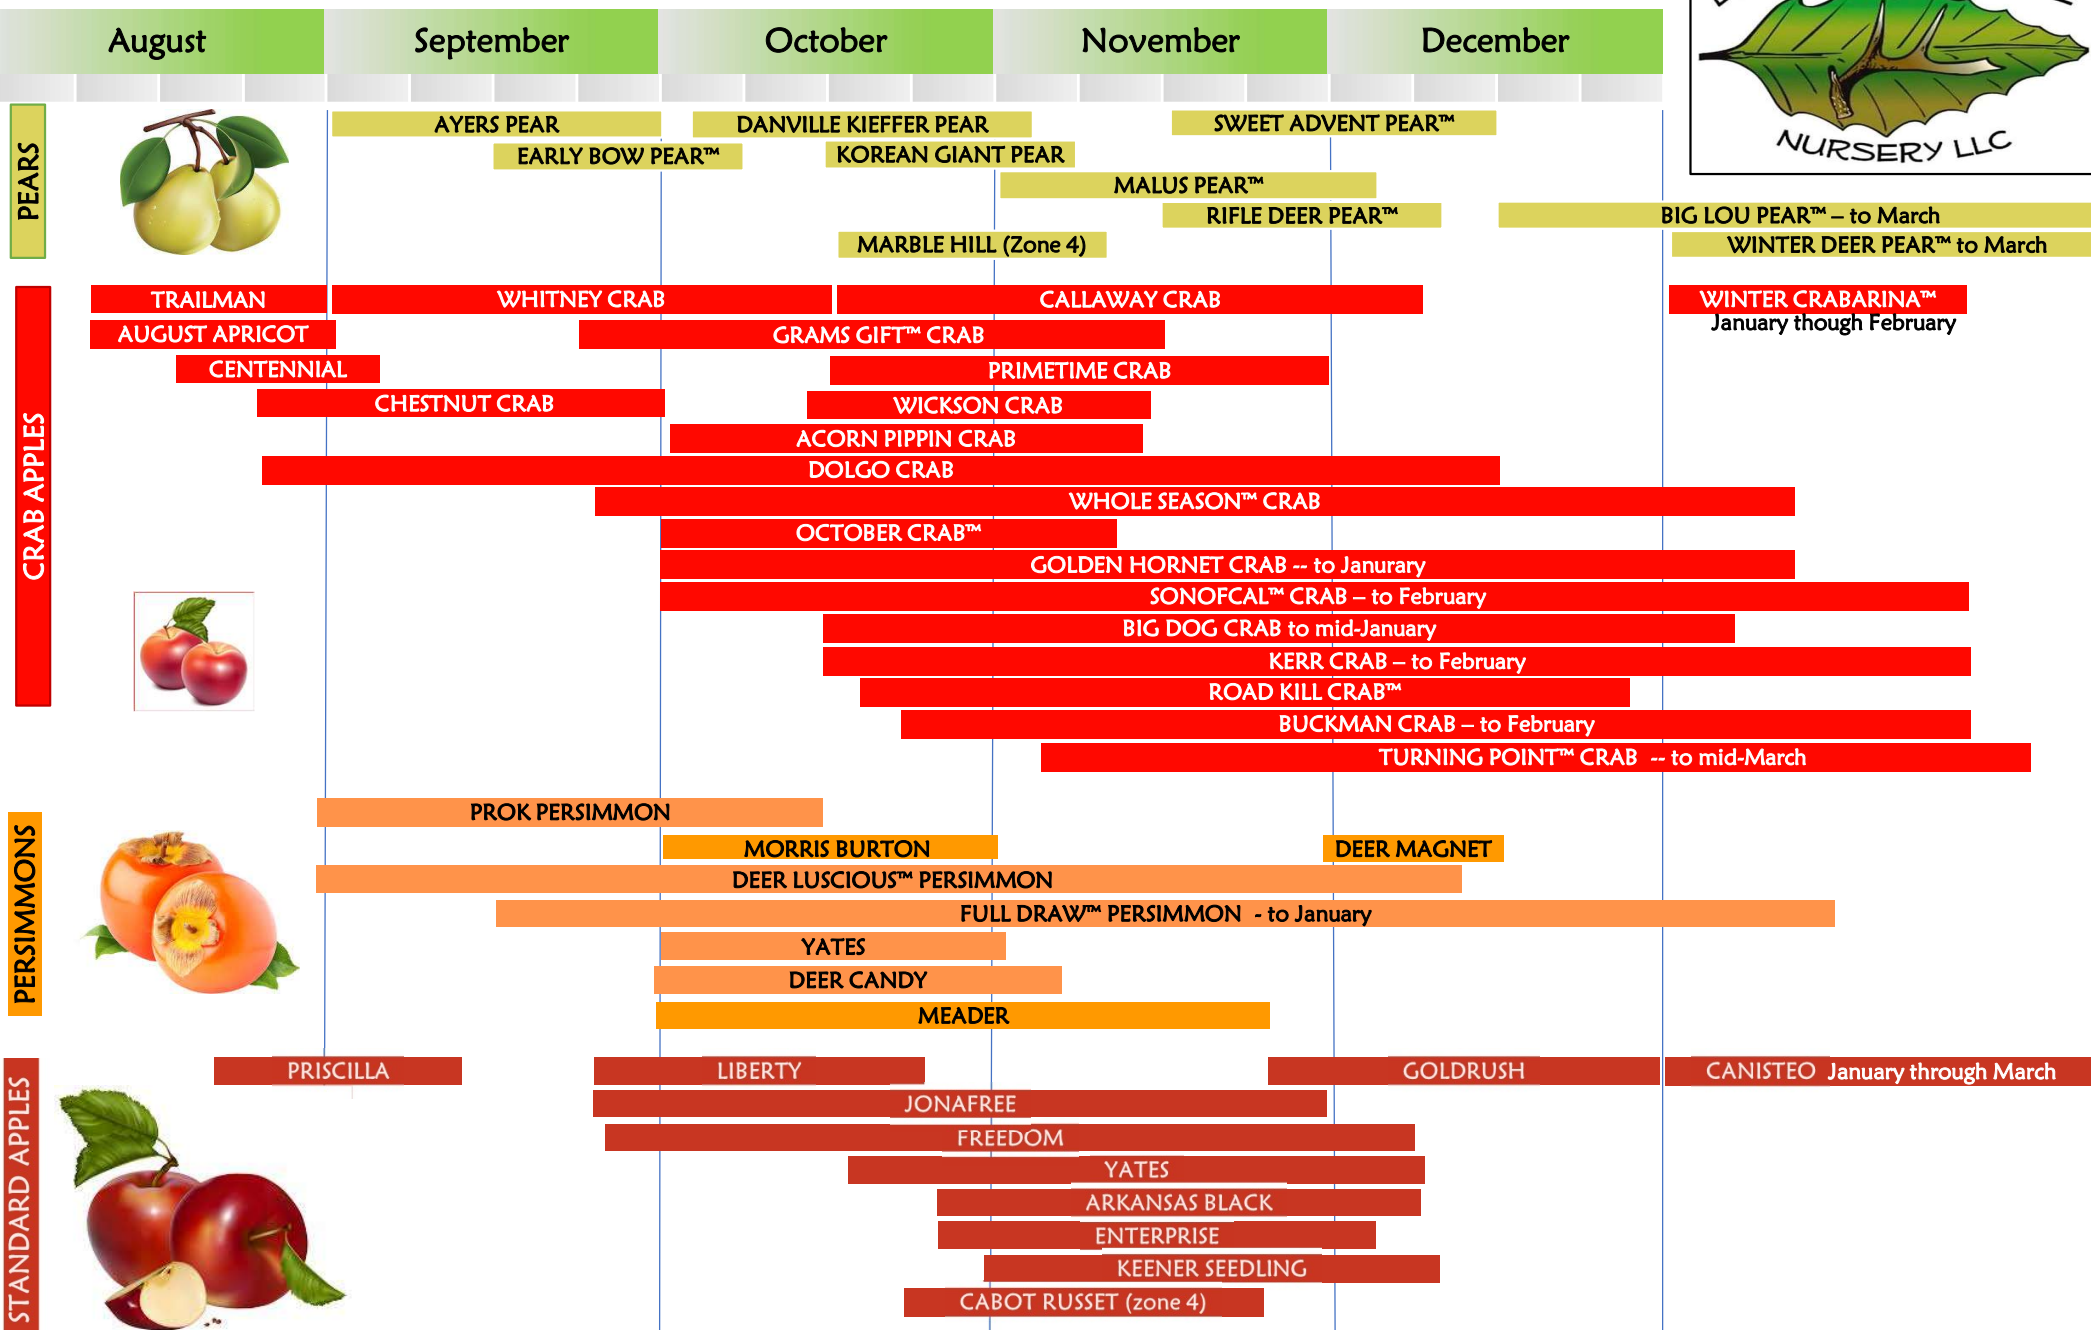 August
September
October
November
December
NURSERY LLC
PEARS
AYERS PEAR
DANVILLE KIEFFER PEAR
SWEET ADVENT PEAR™
EARLY BOW PEAR™
KOREAN GIANT PEAR
MALUS PEAR™
RIFLE DEER PEAR™
BIG LOU PEAR™ – to March
MARBLE HILL (Zone 4)
WINTER DEER PEAR™ to March
CRAB APPLES
TRAILMAN
WHITNEY CRAB
CALLAWAY CRAB
WINTER CRABARINA™
January though February
AUGUST APRICOT
GRAMS GIFT™ CRAB
CENTENNIAL
PRIMETIME CRAB
CHESTNUT CRAB
WICKSON CRAB
ACORN PIPPIN CRAB
DOLGO CRAB
WHOLE SEASON™ CRAB
OCTOBER CRAB™
GOLDEN HORNET CRAB -- to Janurary
SONOFCAL™ CRAB – to February
BIG DOG CRAB to mid-January
KERR CRAB – to February
ROAD KILL CRAB™
BUCKMAN CRAB – to February
TURNING POINT™ CRAB -- to mid-March
PERSIMMONS
PROK PERSIMMON
MORRIS BURTON
DEER MAGNET
DEER LUSCIOUS™ PERSIMMON
FULL DRAW™ PERSIMMON - to January
YATES
DEER CANDY
MEADER
STANDARD APPLES
PRISCILLA
LIBERTY
GOLDRUSH
CANISTEO January through March
JONAFREE
FREEDOM
YATES
ARKANSAS BLACK
ENTERPRISE
KEENER SEEDLING
CABOT RUSSET (zone 4)